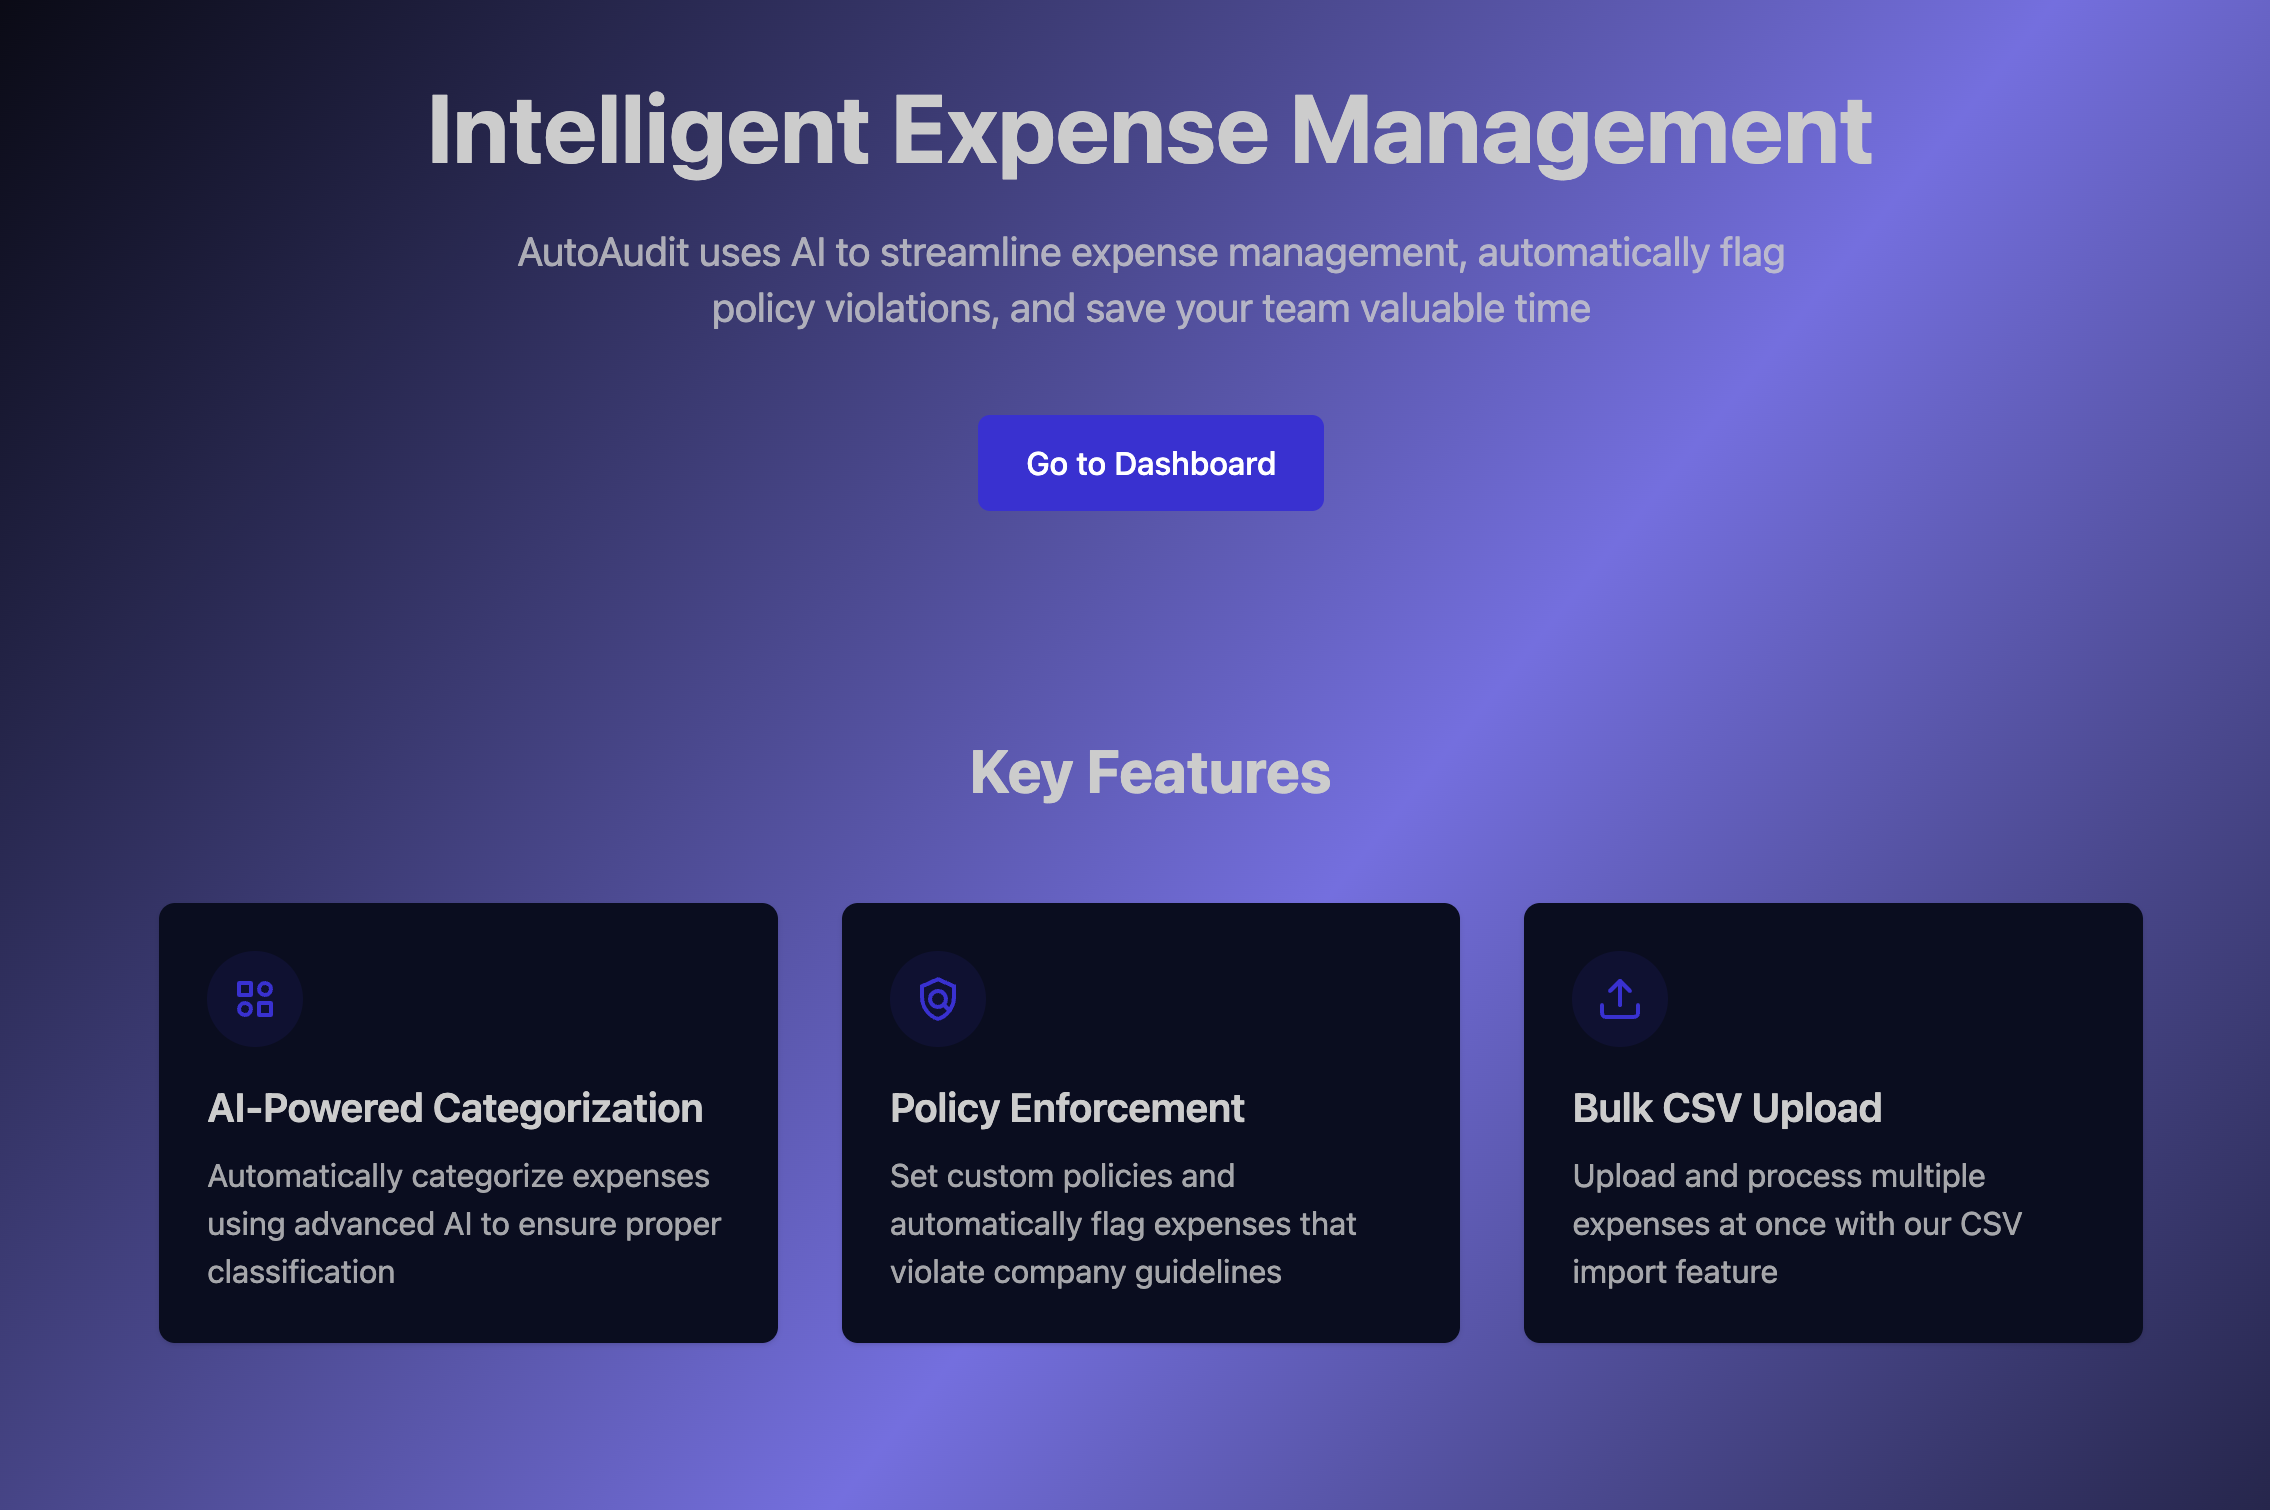 Intelligent Expense Management
AutoAudit uses AI to streamline expense management, automatically flag
policy violations, and save your team valuable time
Go to Dashboard
Key Features
AI-Powered Categorization
Automatically categorize expenses
using advanced AI to ensure proper
classification
Policy Enforcement
Set custom policies and
automatically flag expenses that
violate company guidelines
Bulk CSV Upload
Upload and process multiple
expenses at once with our CSV
import feature